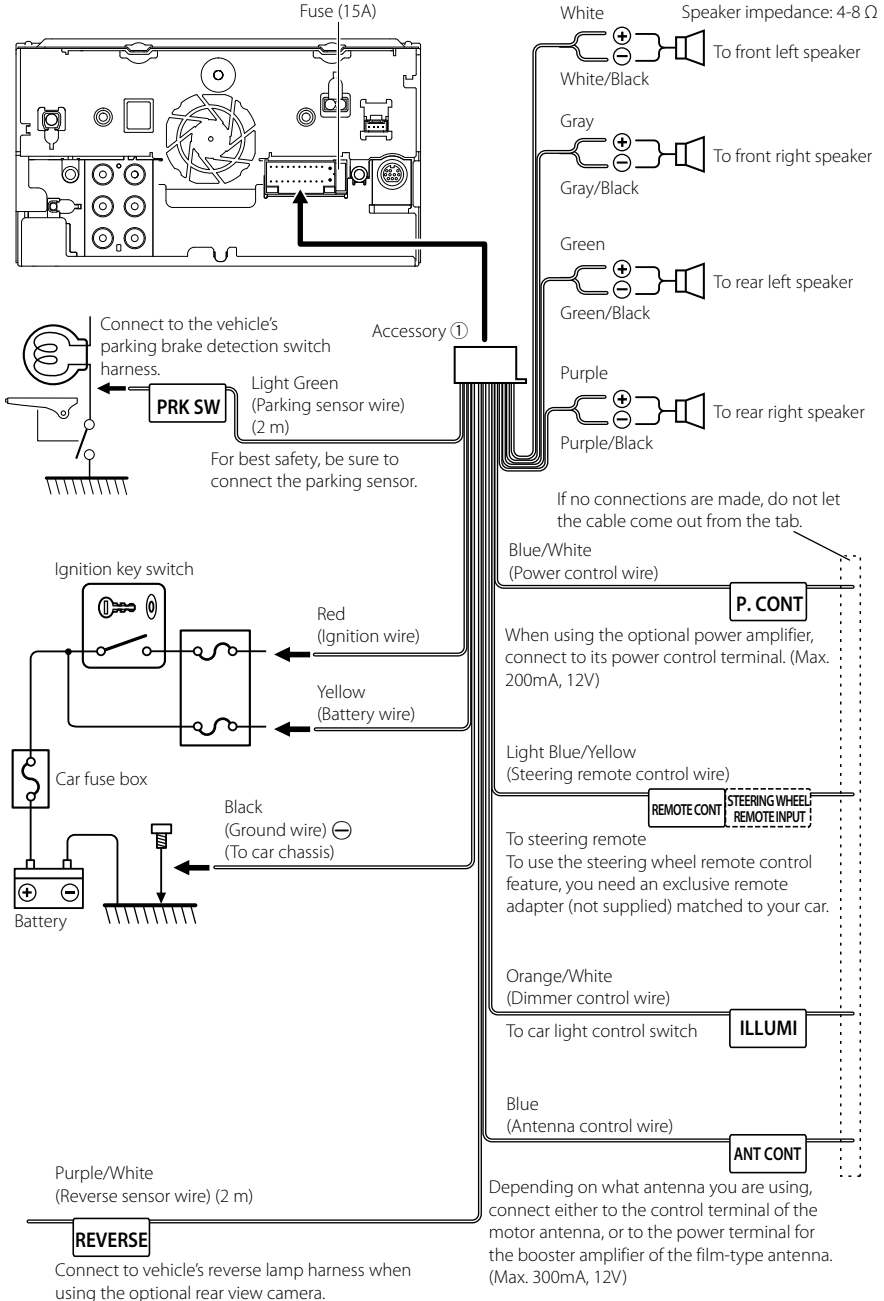 Fuse (15A)
White
Speaker impedance: 4-8 Ω
To front left speaker
White/Black
Gray
To front right speaker
Gray/Black
Green
To rear left speaker
Green/Black
Purple
To rear right speaker
Purple/Black
Accessory ①
Connect to the vehicle's
parking brake detection switch
harness.
PRK SW
Light Green
(Parking sensor wire)
(2 m)
For best safety, be sure to
connect the parking sensor.
If no connections are made, do not let
the cable come out from the tab.
Blue/White
(Power control wire)
P. CONT
When using the optional power amplifier,
connect to its power control terminal. (Max.
200mA, 12V)
Ignition key switch
Red
(Ignition wire)
Yellow
(Battery wire)
Car fuse box
Black
(Ground wire) ⊖
(To car chassis)
Battery
Light Blue/Yellow
(Steering remote control wire)
REMOTE CONT
STEERING WHEEL
REMOTE INPUT
To steering remote
To use the steering wheel remote control
feature, you need an exclusive remote
adapter (not supplied) matched to your car.
Orange/White
(Dimmer control wire)
To car light control switch
ILLUMI
Blue
(Antenna control wire)
ANT CONT
Depending on what antenna you are using,
connect either to the control terminal of the
motor antenna, or to the power terminal for
the booster amplifier of the film-type antenna.
(Max. 300mA, 12V)
Purple/White
(Reverse sensor wire) (2 m)
REVERSE
Connect to vehicle's reverse lamp harness when
using the optional rear view camera.